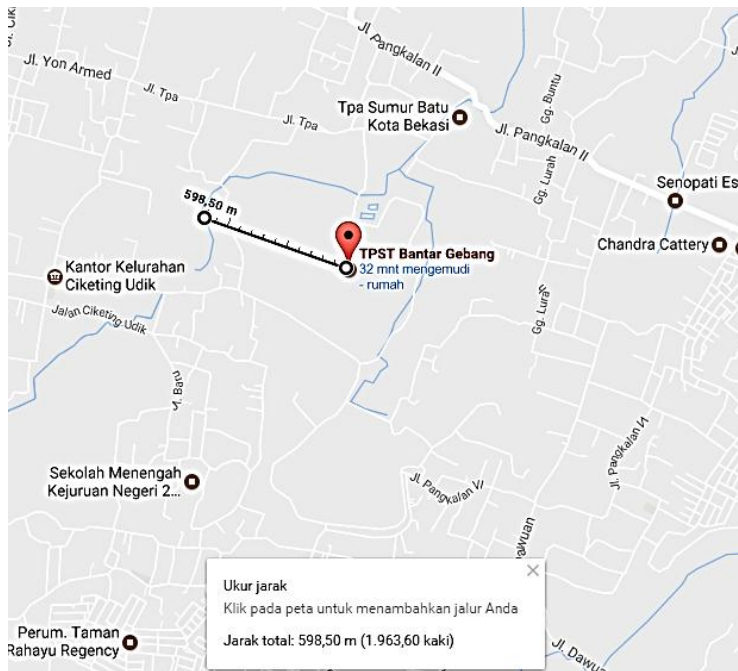 Jl. Cik
Jl. Pangkalan II
Jl. Yon Armed
Jl. Tpa
Tpa Sumur Batu
Kota Bekasi
Jl. Tpa
Gg. Buntu
Jl. Pangkalan II
Gg. Lurah
Senopati Es
598,50 m
TPST Bantar Gebang
32 mnt mengemudi
- rumah
Chandra Cattery
Kantor Kelurahan
Ciketing Udik
Gg. Lurah
Jalan Ciketing Udik
Jl. Baru
Jl. Pangkalan VI
Sekolah Menengah
Kejuruan Negeri 2...
Jl. Pangkalan VI
Dawuan
Ukur jarak
Klik pada peta untuk menambahkan jalur Anda
Jarak total: 598,50 m (1.963,60 kaki)
Perum. Taman
Rahayu Regency
Jl. Dawu